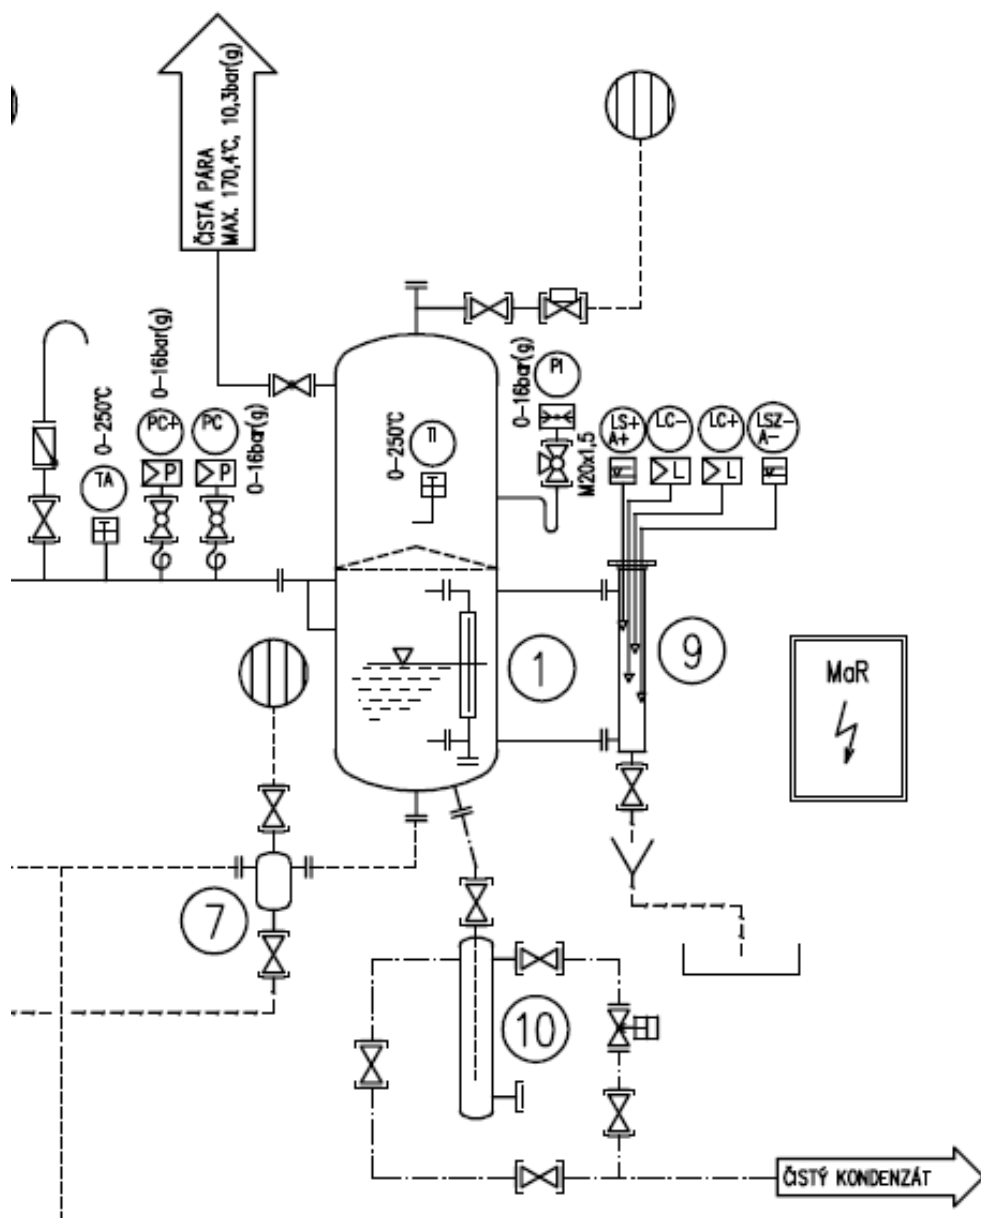 ČISTÁ PÁRA
MAX. 170,4°C, 10,3bar(g)
0-16bar(g)
PC+
P
PC
P
0-16bar(g)
0-250°C
TA
T
0-250°C
TI
T
0-16bar(g)
PI
M20x1,5
LS+
A+
LC-
L
LC+
L
LSZ-
A-
1
9
MaR
7
10
ČISTÝ KONDENZÁT